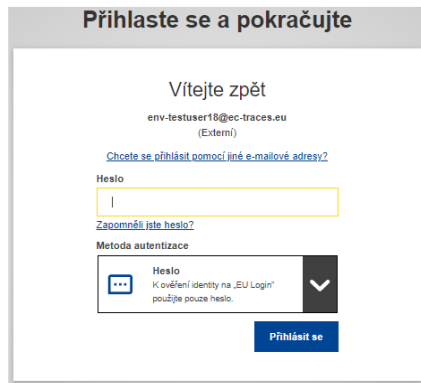 Přihlaste se a pokračujte
Vítejte zpět
env-testuser18@ec-traces.eu
(Externí)
Chcete se přihlásit pomocí jiné e-mailové adresy?
Heslo
Zapomněli jste heslo?
Metoda autentizace
Heslo
K ověření identity na „EU Login"
použijte pouze heslo.
Přihlásit se